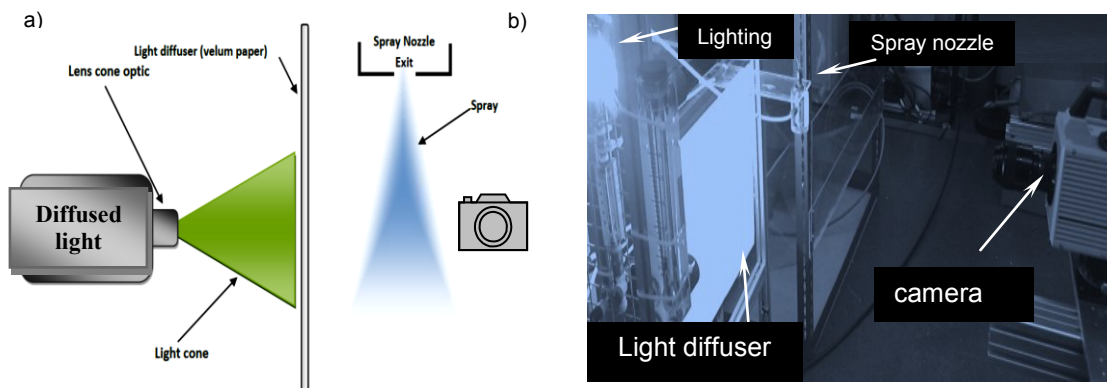 a)
Light diffuser (velum paper)
Lens cone optic
Diffused
light
Light cone
b)
Spray Nozzle
Exit
Spray
Lighting
Spray nozzle
camera
Light diffuser